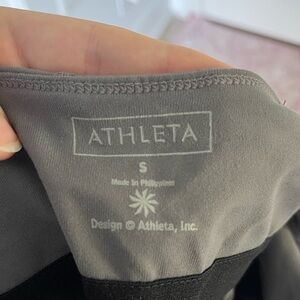 ATHLETA
S
Made in Philippines
Design © Athleta, Inc.